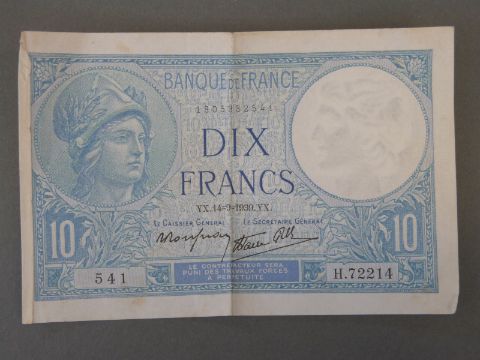 BANQUE DE FRANCE
1805332541
DIX
FRANCS
YX.14-9-1939.YX.
LE CAISSIER GÉNÉRAL LE SECRÉTAIRE GÉNÉRAL
10 10
541 H.72214
LE CONTREFACTEUR SERA
PUNI DES TRAVAUX FORCÉS
À PERPÉTUITÉ